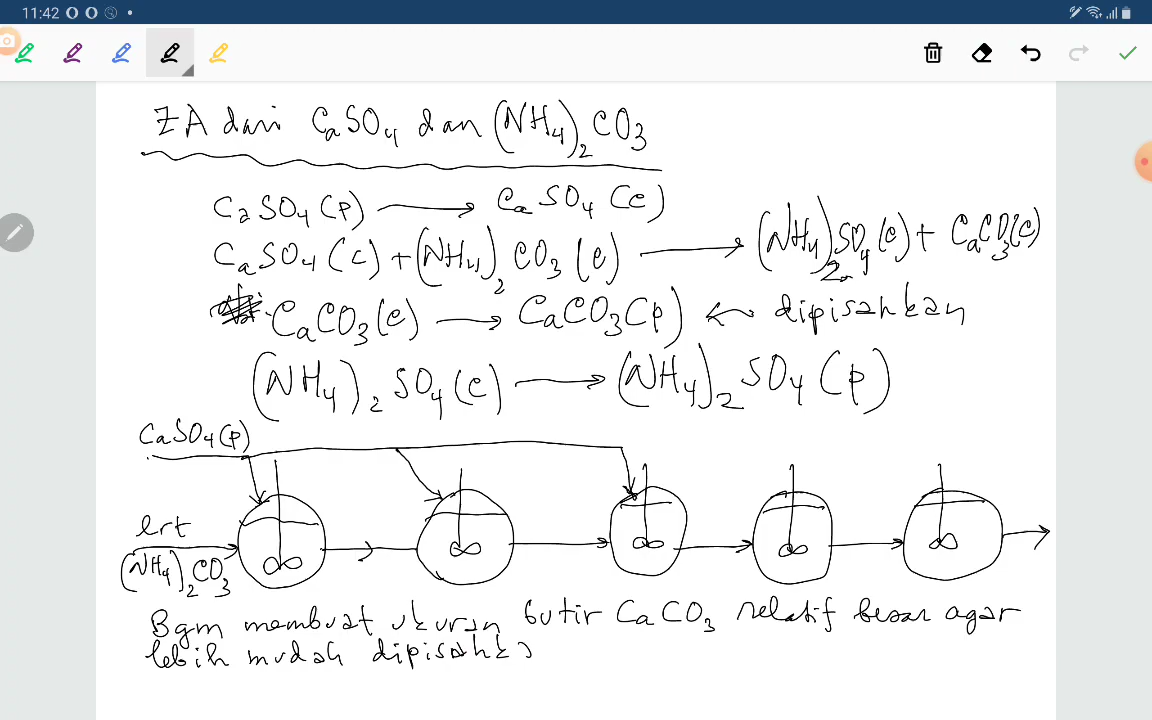 11:42
ZA dari CaSO4 dan (NH4)2CO3
CaSO4(p) → CaSO4(l)
CaSO4(l) + (NH4)2CO3(l) → (NH4)2SO4(l) + CaCO3(l)
CaCO3(l) → CaCO3(p) ← dipisahkan
(NH4)2SO4(l) → (NH4)2SO4(p)
CaSO4(p)
lrt
(NH4)2CO3
Bgm membuat ukuran butir CaCO3 relatif besar agar
lebih mudah dipisahk